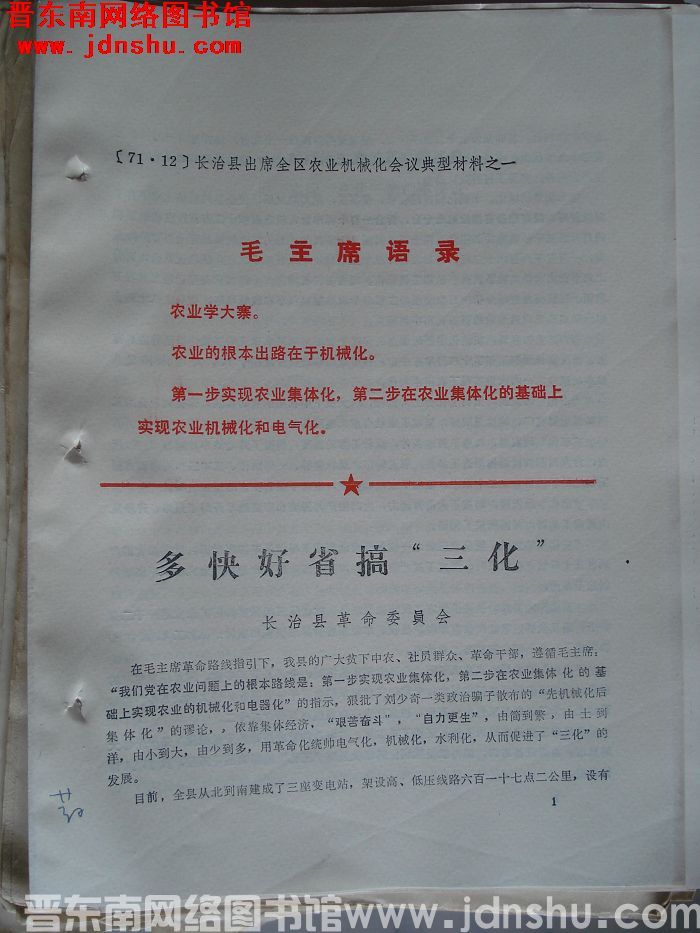 晋东南网络图书馆
www.jdnshu.com
〔71·12〕长治县出席全区农业机械化会议典型材料之一
毛主席语录
农业学大寨。
农业的根本出路在于机械化。
第一步实现农业集体化，第二步在农业集体化的基础上
实现农业机械化和电气化。
多快好省搞“三化”
长治县革命委員会
在毛主席革命路线指引下，我县的广大贫下中农、社员群众、革命干部，遵循毛主席：
“我们党在农业问题上的根本路线是：第一步实现农业集体化，第二步在农业集体化的基
础上实现农业的机械化和电器化”的指示，狠批了刘少奇一类政治骗子散布的“先机械化后
集体化”的谬论，，依靠集体经济，“艰苦奋斗”，“自力更生”，由简到繁，由土到
洋，由小到大，由少到多，用革命化统帅电气化，机械化，水利化，从而促进了“三化”的
发展。
目前，全县从北到南建成了三座变电站，架设高、低压线路六百一十七点二公里，设有
1
晋东南网络图书馆www.jdnshu.com